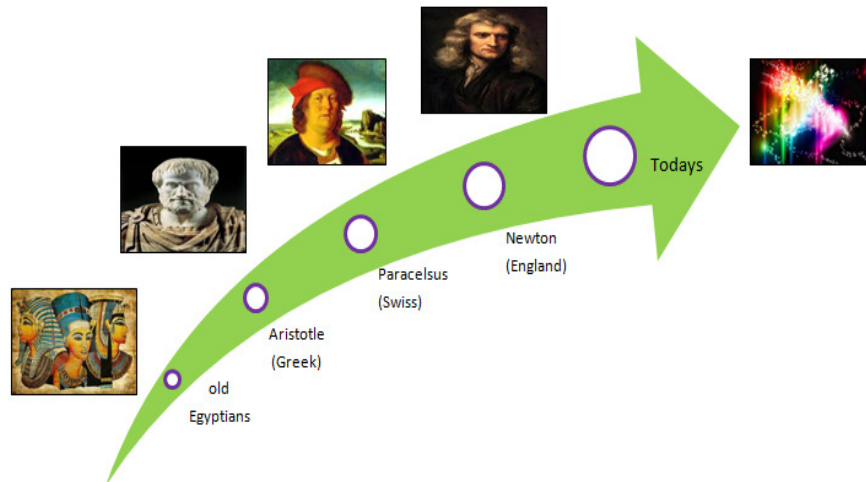 old
Egyptians
Aristotle
(Greek)
Paracelsus
(Swiss)
Newton
(England)
Todays